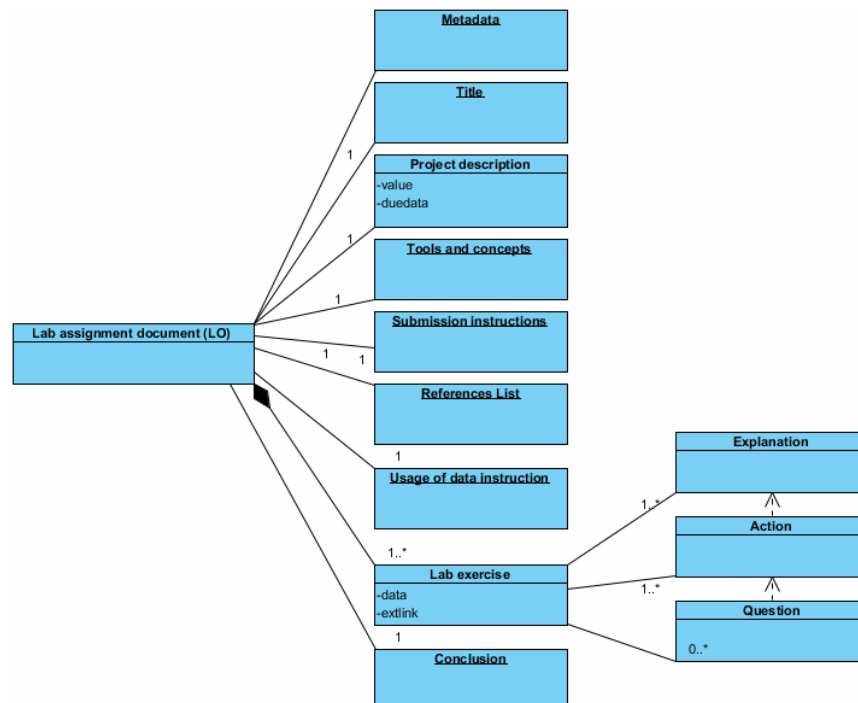 Metadata
Title
1
Project description
-value
-duedata
1
Tools and concepts
1
Lab assignment document (LO)
Submission instructions
1
1
References List
Explanation
1
Usage of data instruction
1..*
Action
1..*
Lab exercise
1..*
-data
-extlink
Question
1
0..*
Conclusion